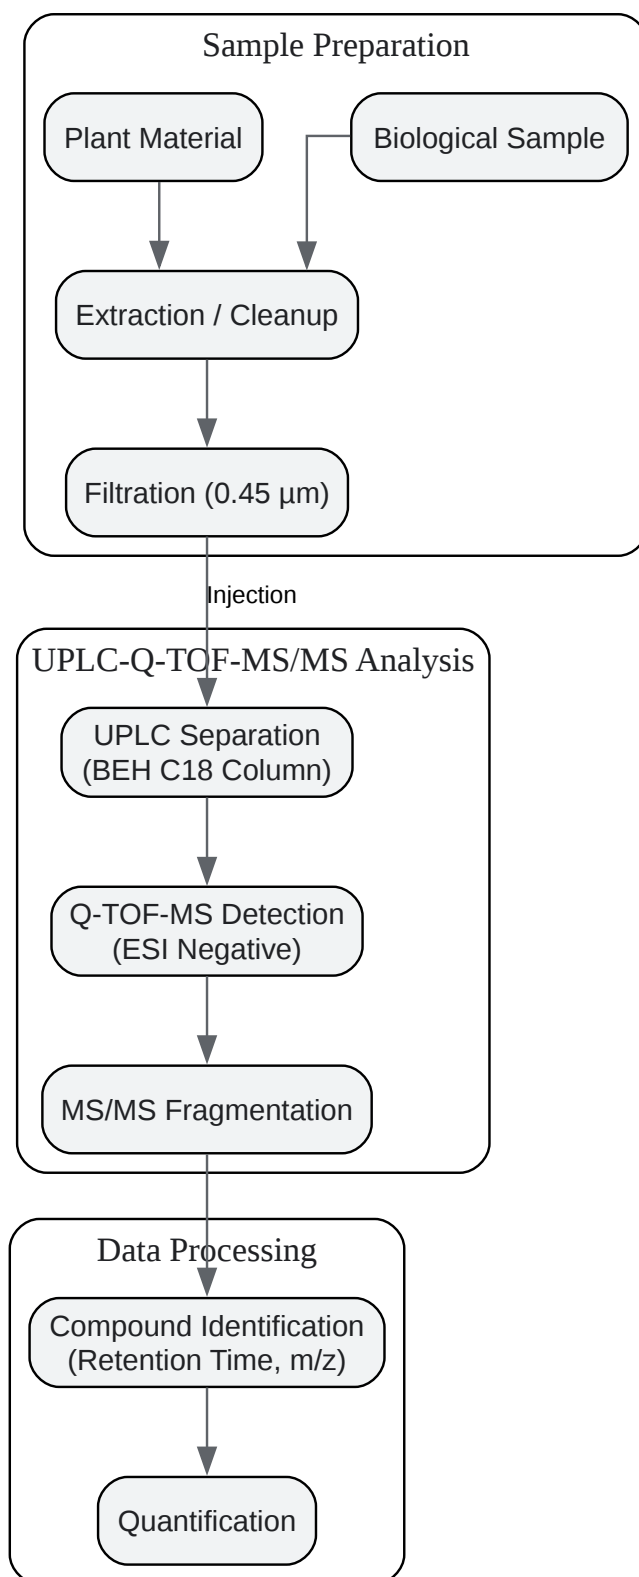 Sample Preparation
Plant Material
Biological Sample
Extraction / Cleanup
Filtration (0.45 µm)
Injection
UPLC-Q-TOF-MS/MS Analysis
UPLC Separation
(BEH C18 Column)
Q-TOF-MS Detection
(ESI Negative)
MS/MS Fragmentation
Data Processing
Compound Identification
(Retention Time, m/z)
Quantification